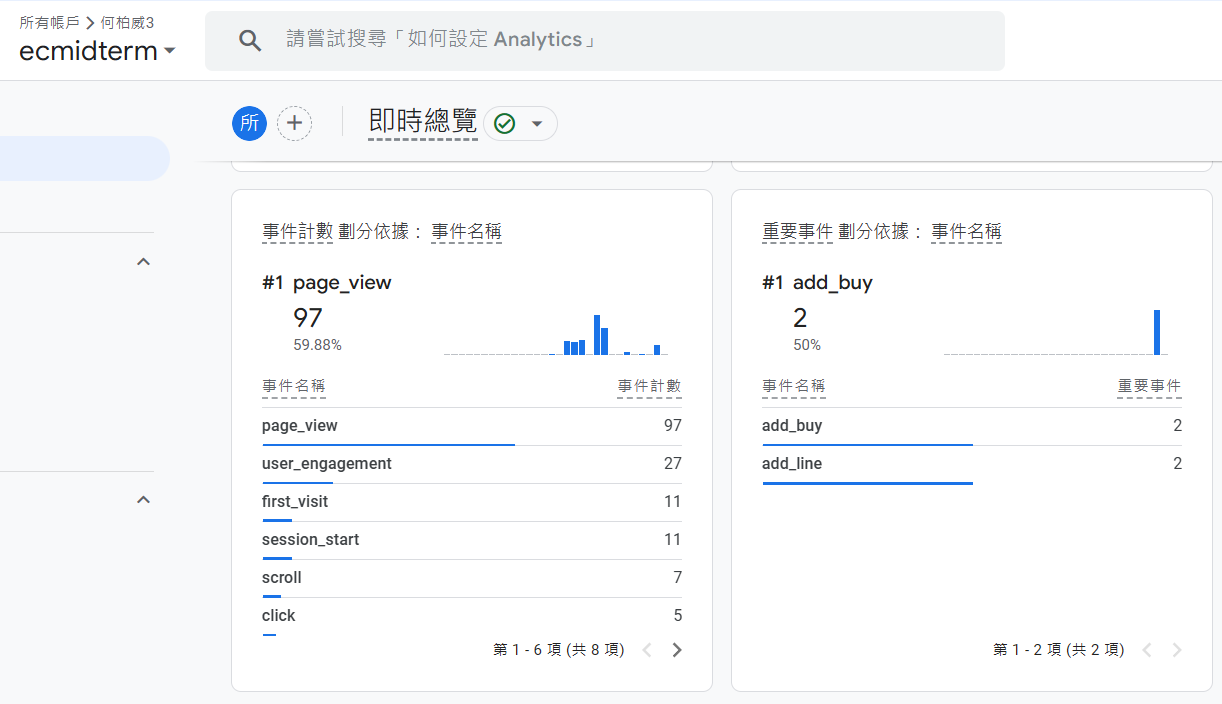 所有帳戶 > 何柏威3
ecmidterm
請嘗試搜尋「如何設定 Analytics」
所
即時總覽
事件計數 劃分依據： 事件名稱
#1 page_view
97
59.88%
事件名稱 事件計數
page_view 97
user_engagement 27
first_visit 11
session_start 11
scroll 7
click 5
第 1 - 6 項 (共 8 項)
重要事件 劃分依據： 事件名稱
#1 add_buy
2
50%
事件名稱 重要事件
add_buy 2
add_line 2
第 1 - 2 項 (共 2 項)